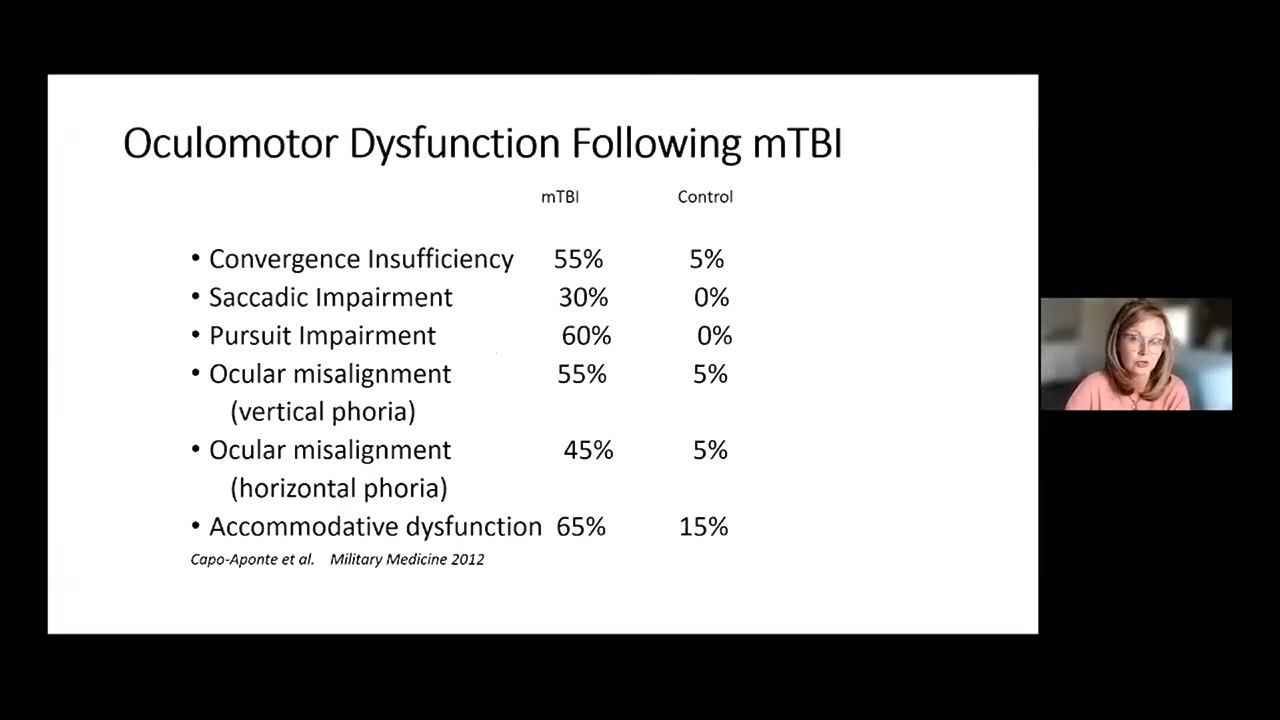 Oculomotor Dysfunction Following mTBI
mTBI Control
• Convergence Insufficiency 55% 5%
• Saccadic Impairment 30% 0%
• Pursuit Impairment 60% 0%
• Ocular misalignment 55% 5%
(vertical phoria)
• Ocular misalignment 45% 5%
(horizontal phoria)
• Accommodative dysfunction 65% 15%
Capo-Aponte et al. Military Medicine 2012